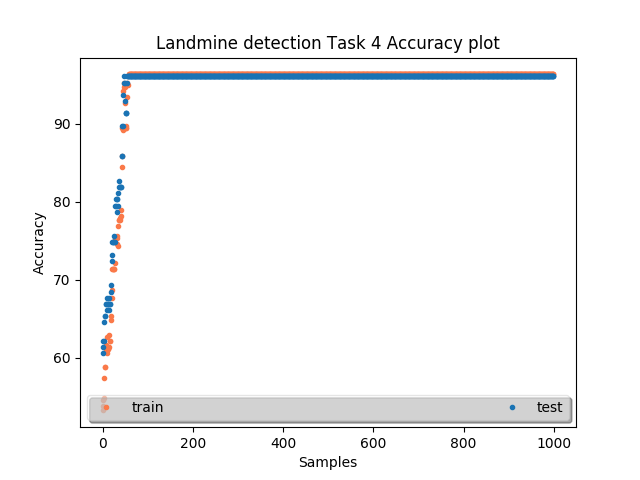 Landmine detection Task 4 Accuracy plot
Accuracy
90
80
70
60
train test
0 200 400 600 800 1000
Samples